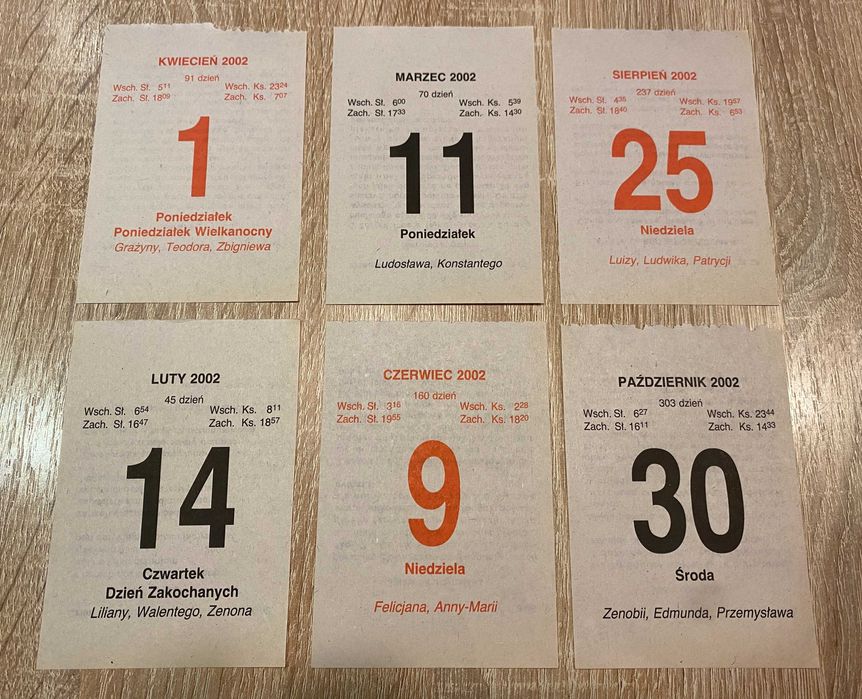 KWIECIEŃ 2002
91 dzień
Wsch. Sł. 5¹¹ Wsch. Ks. 23²⁴
Zach. Sł. 18⁰⁹ Zach. Ks. 7⁰⁷
1
Poniedziałek
Poniedziałek Wielkanocny
Grażyny, Teodora, Zbigniewa
MARZEC 2002
70 dzień
Wsch. Sł. 6⁰⁰ Wsch. Ks. 5³⁹
Zach. Sł. 17³³ Zach. Ks. 14³⁰
11
Poniedziałek
Ludosława, Konstantego
SIERPIEŃ 2002
237 dzień
Wsch. Sł. 4³⁵ Wsch. Ks. 19⁵⁷
Zach. Sł. 18⁴⁰ Zach. Ks. 6⁵³
25
Niedziela
Luizy, Ludwika, Patrycji
LUTY 2002
45 dzień
Wsch. Sł. 6⁵⁴ Wsch. Ks. 8¹¹
Zach. Sł. 16⁴⁷ Zach. Ks. 18⁵⁷
14
Czwartek
Dzień Zakochanych
Liliany, Walentego, Zenona
CZERWIEC 2002
160 dzień
Wsch. Sł. 3¹⁶ Wsch. Ks. 2²⁸
Zach. Sł. 19⁵⁵ Zach. Ks. 18²⁰
9
Niedziela
Felicjana, Anny-Marii
PAŹDZIERNIK 2002
303 dzień
Wsch. Sł. 6²⁷ Wsch. Ks. 23⁴⁴
Zach. Sł. 16¹¹ Zach. Ks. 14³³
30
Środa
Zenobii, Edmunda, Przemysława